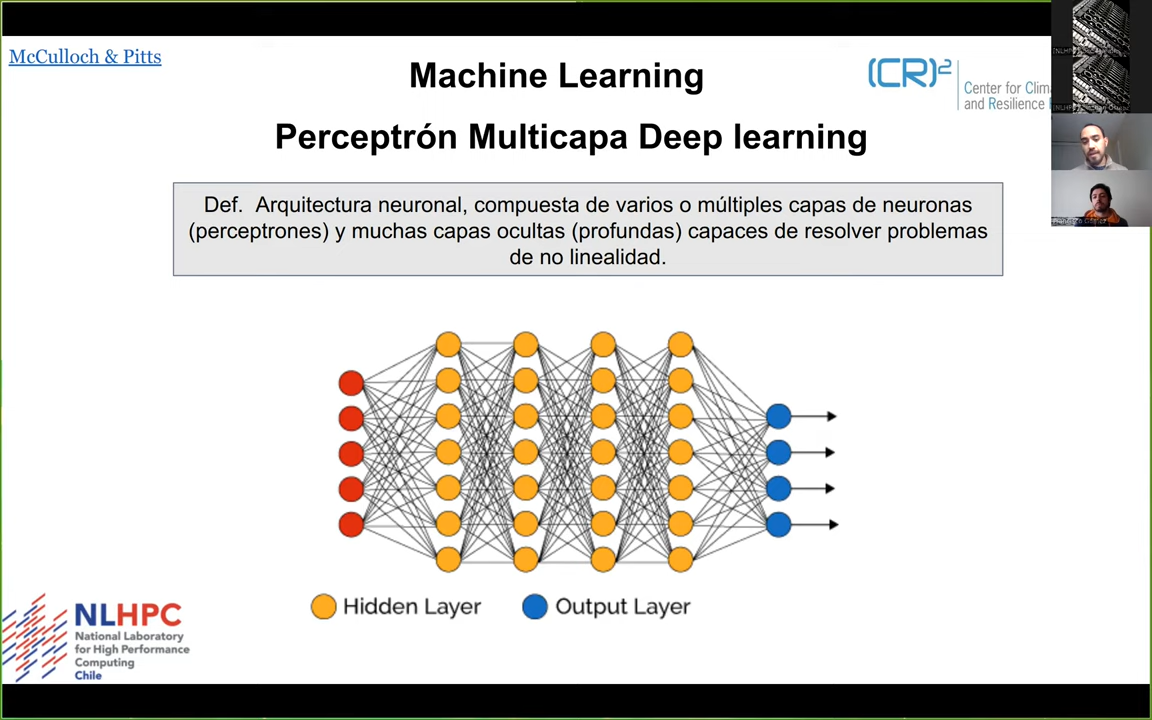 McCulloch & Pitts
Machine Learning
Perceptrón Multicapa Deep learning
(CR)2
Center for Clima
and Resilience
Def. Arquitectura neuronal, compuesta de varios o múltiples capas de neuronas
(perceptrones) y muchas capas ocultas (profundas) capaces de resolver problemas
de no linealidad.
Hidden Layer
Output Layer
NLHPC
National Laboratory
for High Performance
Computing
Chile